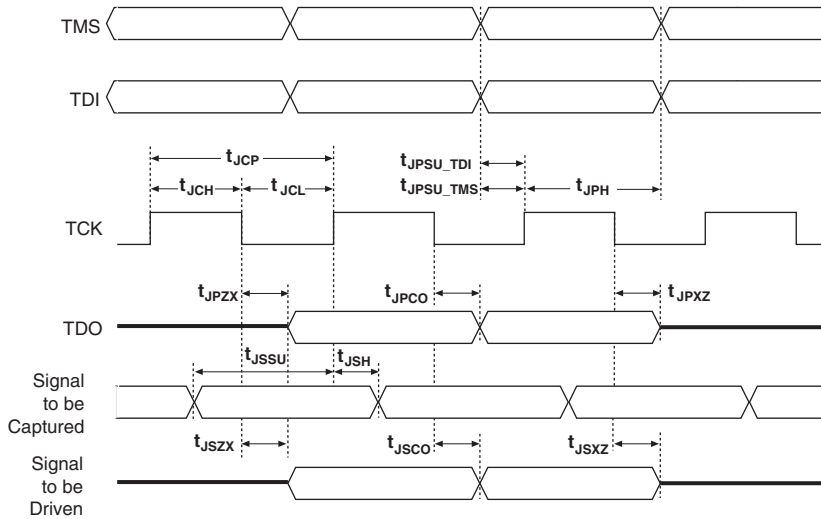 TMS
TDI
tJCP
tJCH
tJCL
tJPSU_TDI
tJPSU_TMS
tJPH
TCK
tJPZX
tJPCO
tJPXZ
TDO
tJSSU
tJSH
Signal
to be
Captured
tJSZX
tJSCO
tJSXZ
Signal
to be
Driven